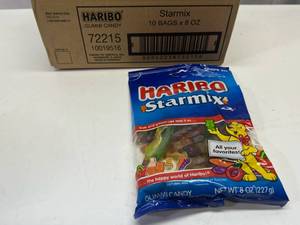 HARIBO
GUMMI CANDY
72215
10019516
Starmix
10 BAGS x 8 OZ
HARIBO
Starmix
All your
favorites!
the happy world of Haribo!
GUMMI CANDY
NET WT 8 OZ (227g)